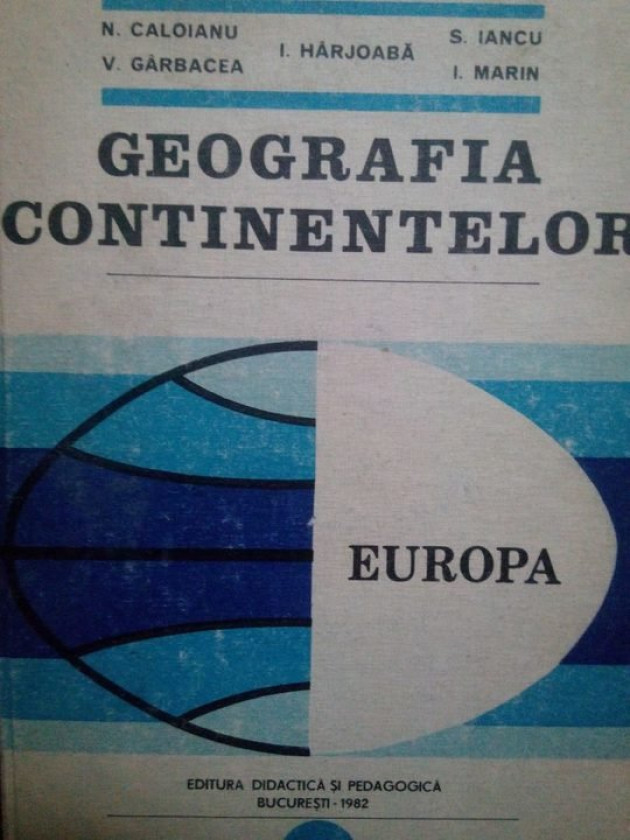 N. CALOIANU
V. GÂRBACEA
I. HÂRJOABĂ
S. IANCU
I. MARIN
GEOGRAFIA
CONTINENTELOR
EUROPA
EDITURA DIDACTICĂ ȘI PEDAGOGICĂ
BUCUREȘTI - 1982